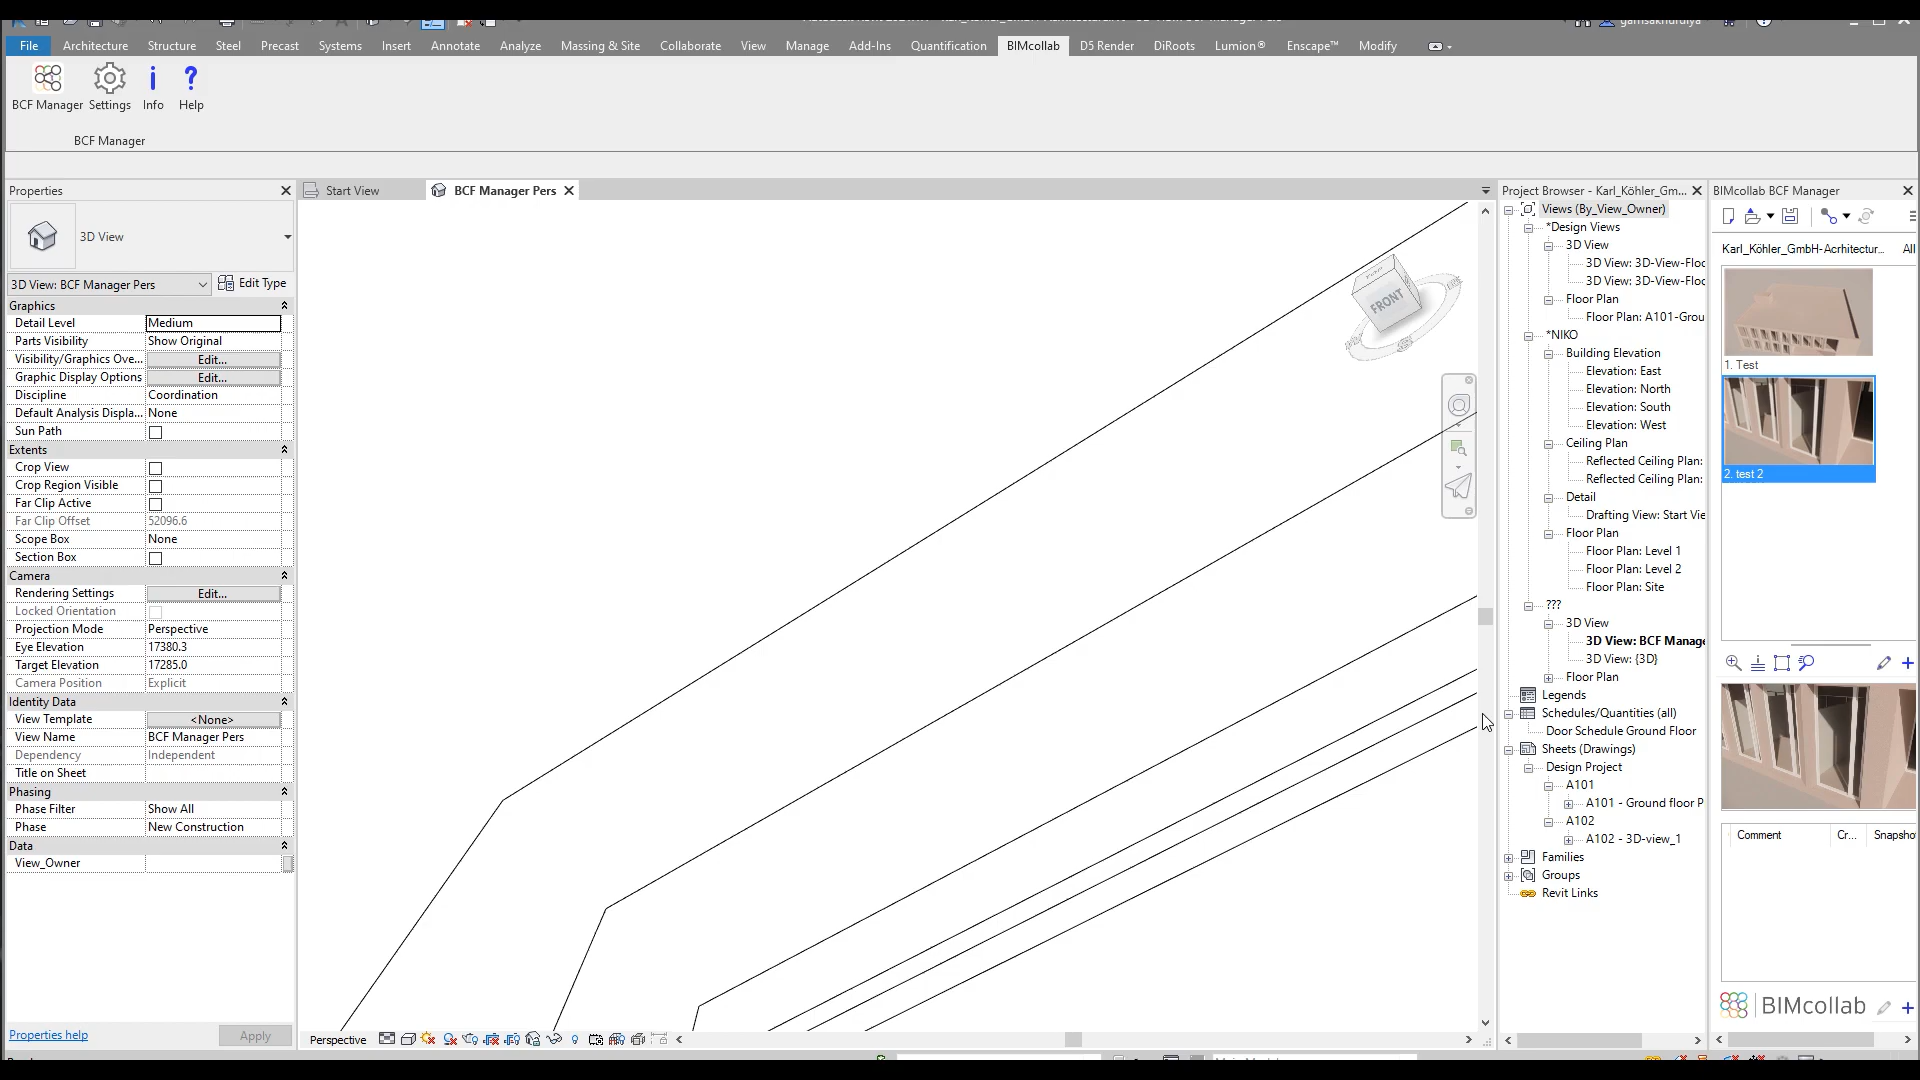 File Architecture Structure Steel Precast Systems Insert Annotate Analyze Massing & Site Collaborate View Manage Add-Ins Quantification BIMcollab D5 Render DiRoots Lumion® Enscape™ Modify
BCF Manager Settings Info Help
BCF Manager
Properties
Start View
BCF Manager Pers
Project Browser - Karl_Köhler_Gm...
BIMcollab BCF Manager
3D View
3D View: BCF Manager Pers
Edit Type
Graphics
Detail Level Medium
Parts Visibility Show Original
Visibility/Graphics Ove... Edit...
Graphic Display Options Edit...
Discipline Coordination
Default Analysis Displa... None
Sun Path
Extents
Crop View
Crop Region Visible
Far Clip Active
Far Clip Offset 52096.6
Scope Box None
Section Box
Camera
Rendering Settings Edit...
Locked Orientation
Projection Mode Perspective
Eye Elevation 17380.3
Target Elevation 17285.0
Camera Position Explicit
Identity Data
View Template <None>
View Name BCF Manager Pers
Dependency Independent
Title on Sheet
Phasing
Phase Filter Show All
Phase New Construction
Data
View_Owner
Properties help
Apply
FRONT
Perspective
Views (By_View_Owner)
*Design Views
3D View
3D View: 3D-View-Floo
3D View: 3D-View-Floo
Floor Plan
Floor Plan: A101-Grou
*NIKO
Building Elevation
Elevation: East
Elevation: North
Elevation: South
Elevation: West
Ceiling Plan
Reflected Ceiling Plan:
Reflected Ceiling Plan:
Detail
Drafting View: Start Vie
Floor Plan
Floor Plan: Level 1
Floor Plan: Level 2
Floor Plan: Site
???
3D View
3D View: BCF Manage
3D View: {3D}
Floor Plan
Legends
Schedules/Quantities (all)
Door Schedule Ground Floor
Sheets (Drawings)
Design Project
A101
A101 - Ground floor P
A102
A102 - 3D-view_1
Families
Groups
Revit Links
Karl_Köhler_GmbH-Acrhitectur... All
1. Test
2. test 2
Comment Cr... Snapsho
BIMcollab